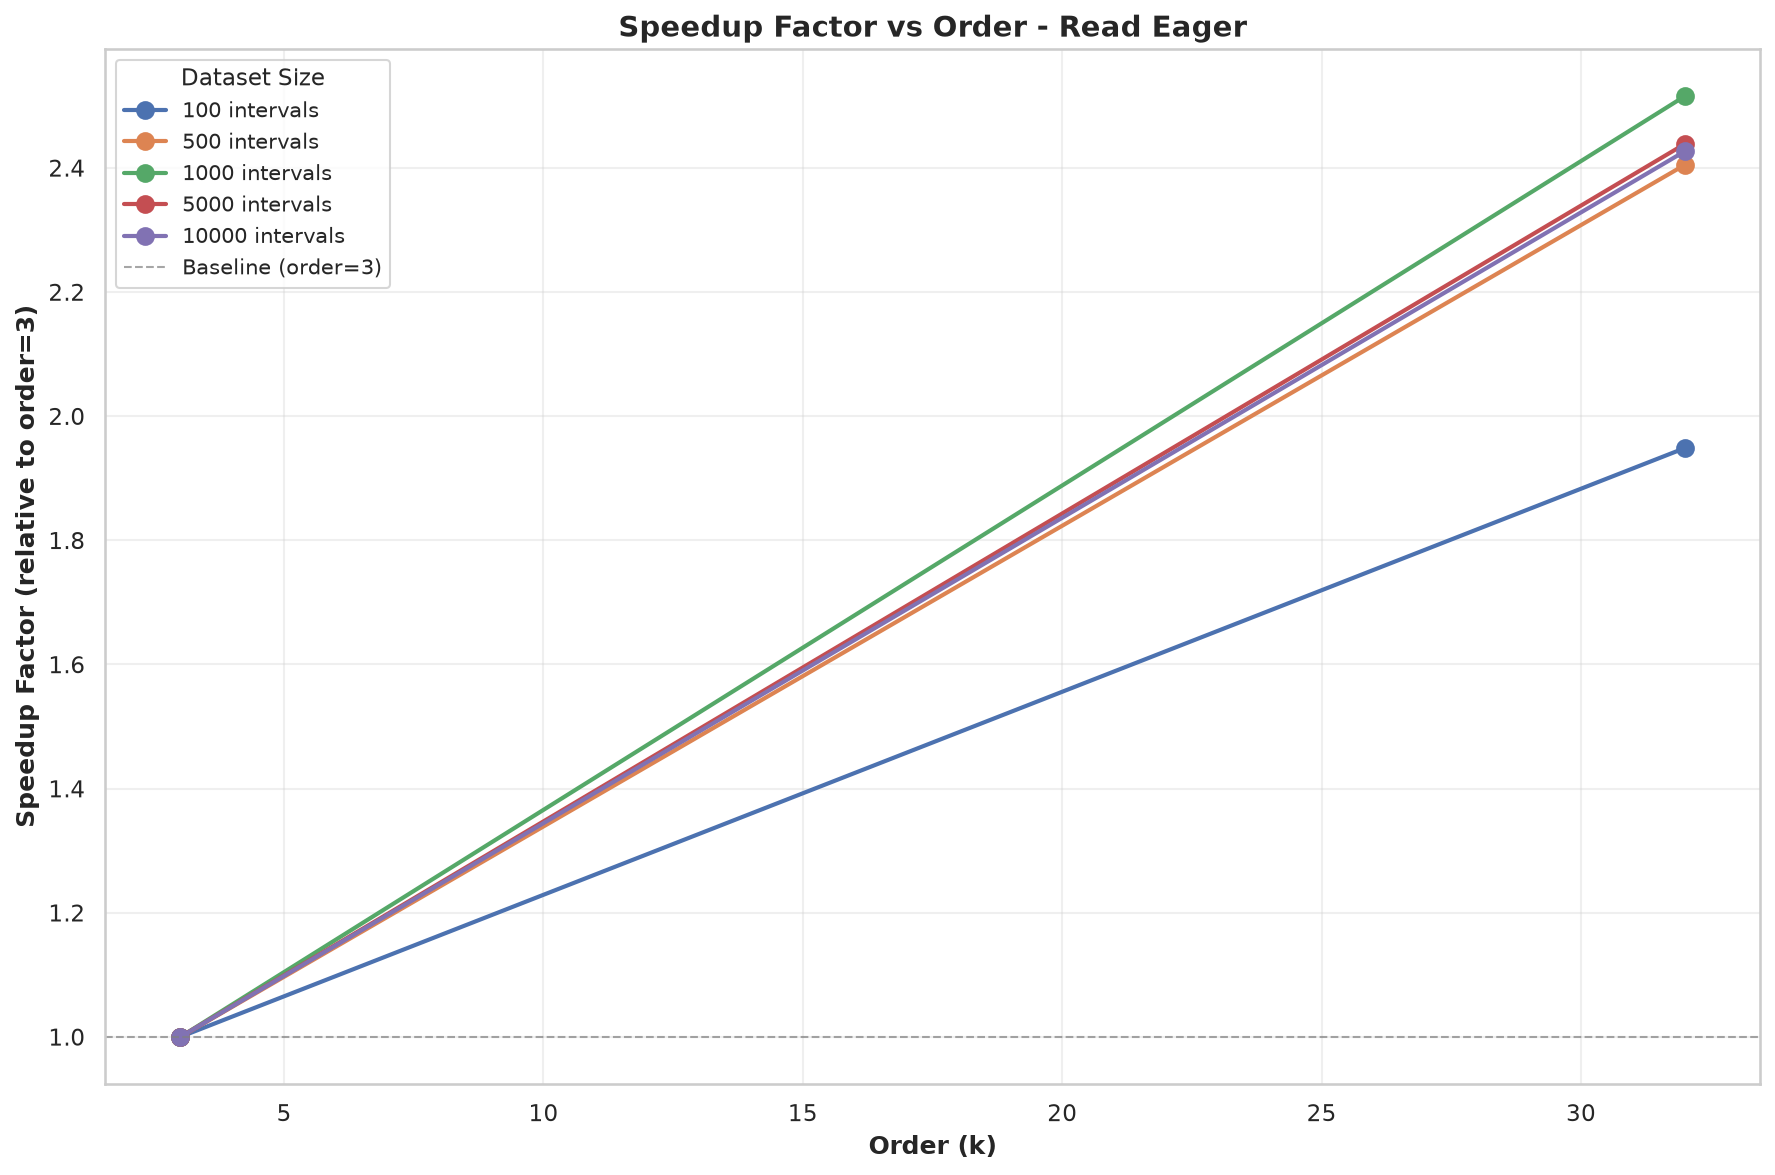 Speedup Factor vs Order - Read Eager
Dataset Size
100 intervals
500 intervals
1000 intervals
5000 intervals
10000 intervals
Baseline (order=3)
Speedup Factor (relative to order=3)
2.4
2.2
2.0
1.8
1.6
1.4
1.2
1.0
5
10
15
20
25
30
Order (k)